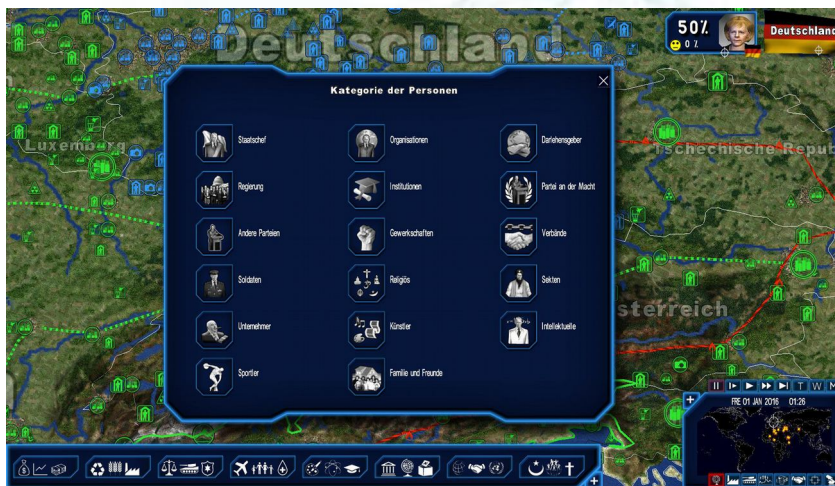 Deutschland
50%
0 %
Deutschland
Kategorie der Personen
Staatschef
Organisationen
Darlehensgeber
Luxemburg
Tschechische Repub
Regierung
Institutionen
Partei an der Macht
Andere Parteien
Gewerkschaften
Verbände
Soldaten
Religiös
Sekten
sterreich
Unternehmer
Künstler
Intellektuelle
Sportler
Familie und Freunde
T W M
FRE 01 JAN 2016 01:26